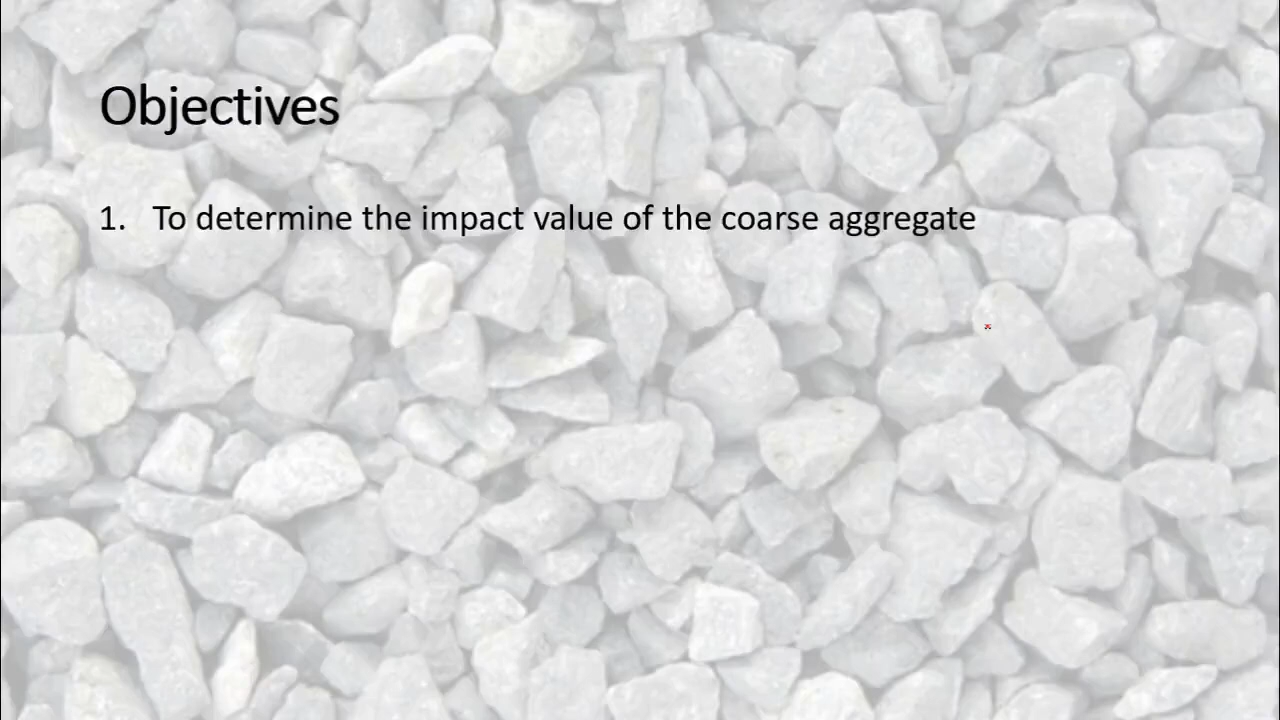 Objectives
1. To determine the impact value of the coarse aggregate